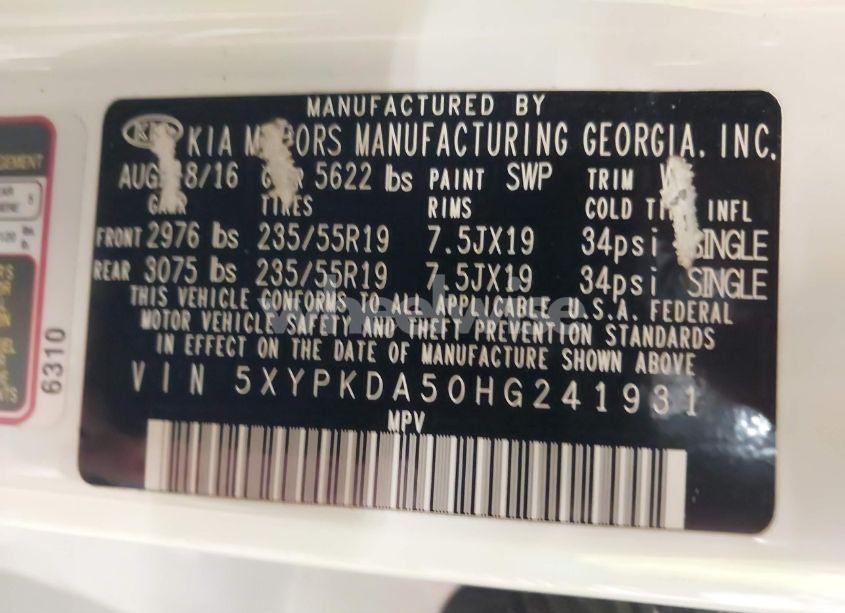 MANUFACTURED BY
KIA MOTORS MANUFACTURING GEORGIA, INC.
8/16 5622 lbs PAINT SWP TRIM
GAWR TIRES RIMS COLD TIRE INFL
FRONT 2976 lbs 235/55R19 7.5JX19 34psi SINGLE
REAR 3075 lbs 235/55R19 7.5JX19 34psi SINGLE
THIS VEHICLE CONFORMS TO ALL APPLICABLE U.S.A. FEDERAL
MOTOR VEHICLE SAFETY AND THEFT PREVENTION STANDARDS
IN EFFECT ON THE DATE OF MANUFACTURE SHOWN ABOVE
VIN 5XYPKDA50HG241931
MPV
6310